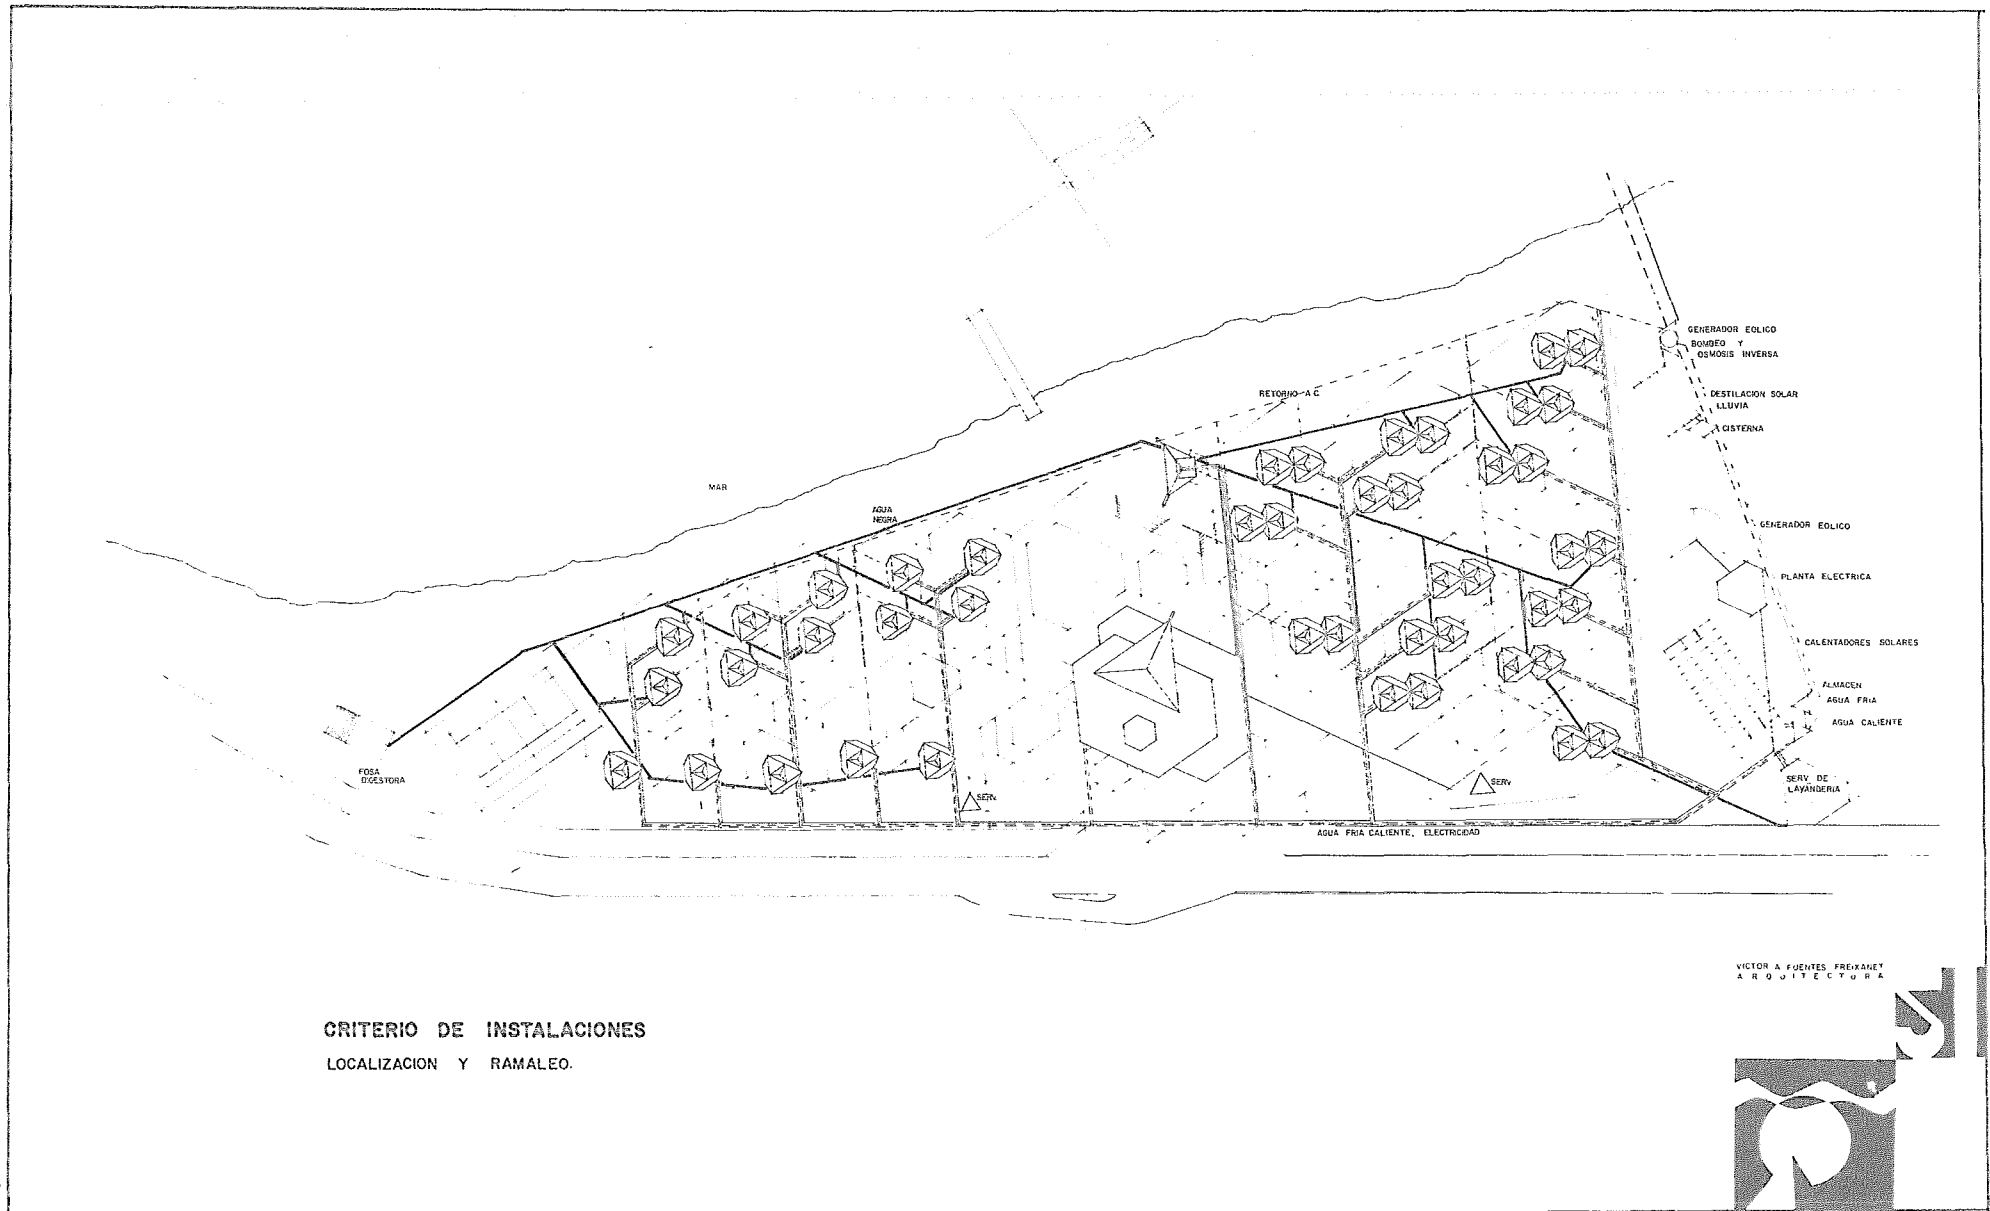 GENERADOR EOLICO
BOMBEO Y
OSMOSIS INVERSA
RETORNO A C
DESTILACION SOLAR
LLUVIA
CISTERNA
MAR
AGUA
NEGRA
GENERADOR EOLICO
PLANTA ELECTRICA
CALENTADORES SOLARES
ALMACEN
AGUA FRIA
AGUA CALIENTE
FOSA
DIGESTORA
SERV.
SERV
SERV DE
LAVANDERIA
AGUA FRIA CALIENTE, ELECTRICIDAD
VICTOR A FUENTES FREIXANET
ARQUITECTURA
CRITERIO DE INSTALACIONES
LOCALIZACION Y RAMALEO.